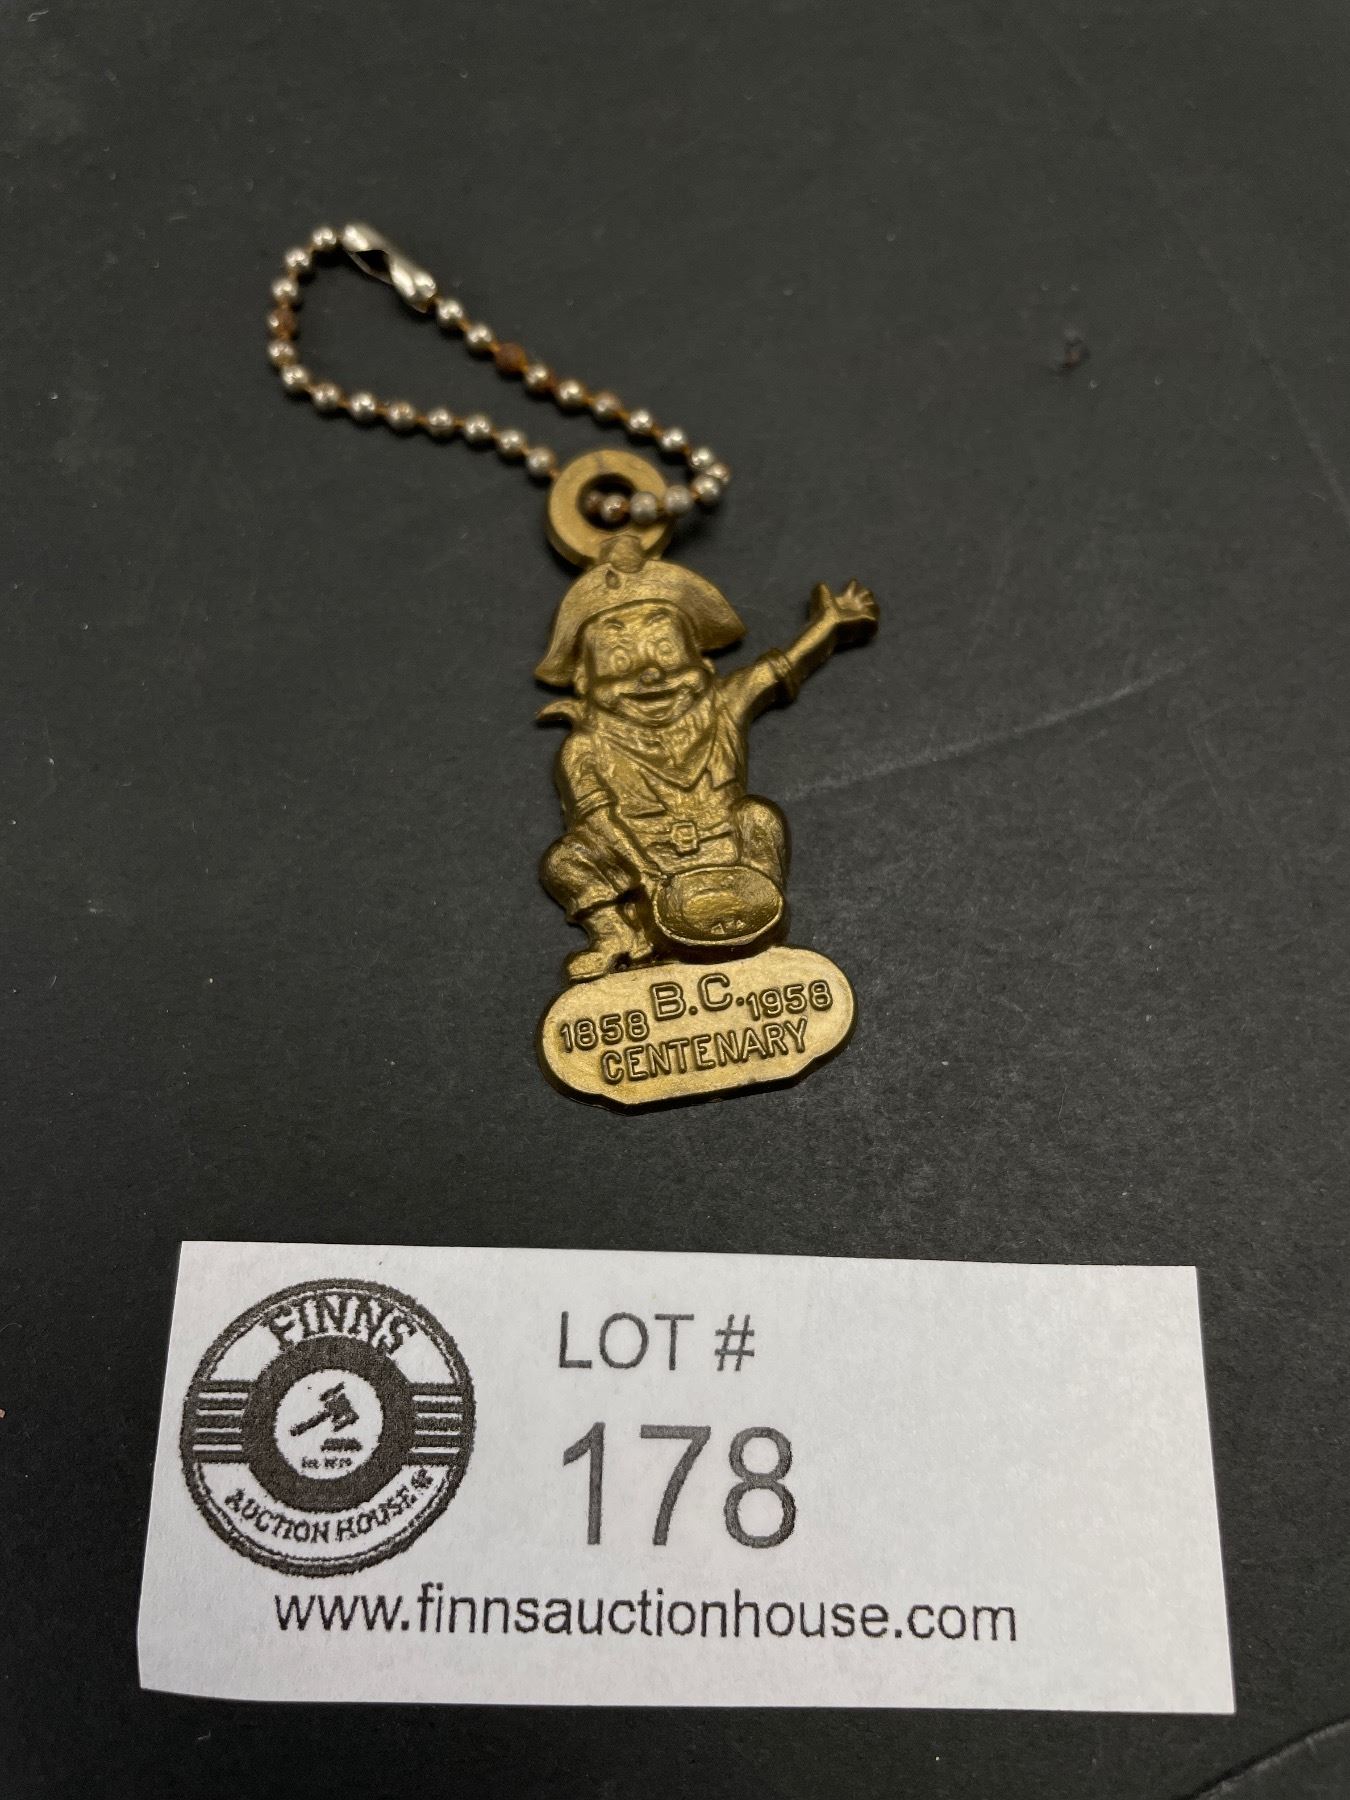 1858 B.C. 1958
CENTENARY
FINNS
AUCTION HOUSE
LOT #
178
www.finnsauctionhouse.com